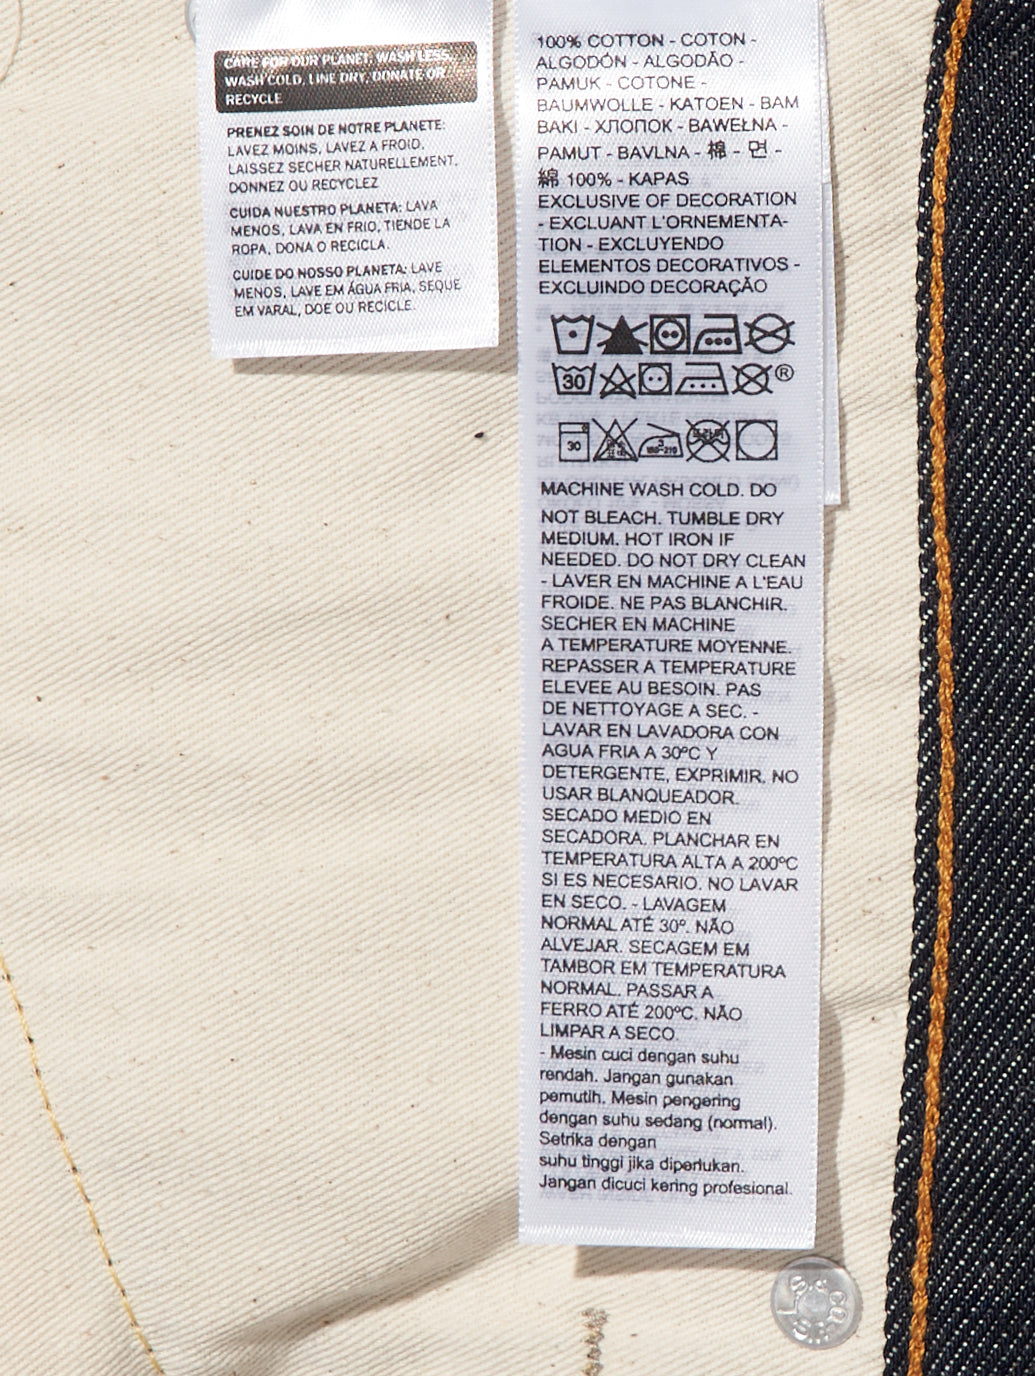 CARE FOR OUR PLANET: WASH LESS,
WASH COLD, LINE DRY, DONATE OR
RECYCLE
PRENEZ SOIN DE NOTRE PLANETE:
LAVEZ MOINS, LAVEZ A FROID,
LAISSEZ SECHER NATURELLEMENT,
DONNEZ OU RECYCLEZ
CUIDA NUESTRO PLANETA: LAVA
MENOS, LAVA EN FRIO, TIENDE LA
ROPA, DONA O RECICLA.
CUIDE DO NOSSO PLANETA: LAVE
MENOS, LAVE EM ÁGUA FRIA, SEQUE
EM VARAL, DOE OU RECICLE.
100% COTTON - COTON -
ALGODÓN - ALGODÃO -
PAMUK - COTONE -
BAUMWOLLE - KATOEN - BAM
BAKI - ХЛОПОК - BAWEŁNA -
PAMUT - BAVLNA - 棉 - 면 -
綿 100% - KAPAS
EXCLUSIVE OF DECORATION
- EXCLUANT L'ORNEMENTA-
TION - EXCLUYENDO
ELEMENTOS DECORATIVOS -
EXCLUINDO DECORAÇÃO
30 ®
30 3 180-210
MACHINE WASH COLD. DO
NOT BLEACH. TUMBLE DRY
MEDIUM. HOT IRON IF
NEEDED. DO NOT DRY CLEAN
- LAVER EN MACHINE A L'EAU
FROIDE. NE PAS BLANCHIR.
SECHER EN MACHINE
A TEMPERATURE MOYENNE.
REPASSER A TEMPERATURE
ELEVEE AU BESOIN. PAS
DE NETTOYAGE A SEC. -
LAVAR EN LAVADORA CON
AGUA FRIA A 30ºC Y
DETERGENTE, EXPRIMIR, NO
USAR BLANQUEADOR.
SECADO MEDIO EN
SECADORA. PLANCHAR EN
TEMPERATURA ALTA A 200ºC
SI ES NECESARIO. NO LAVAR
EN SECO. - LAVAGEM
NORMAL ATÉ 30º. NÃO
ALVEJAR. SECAGEM EM
TAMBOR EM TEMPERATURA
NORMAL. PASSAR A
FERRO ATÉ 200ºC. NÃO
LIMPAR A SECO.
- Mesin cuci dengan suhu
rendah. Jangan gunakan
pemutih. Mesin pengering
dengan suhu sedang (normal).
Setrika dengan
suhu tinggi jika diperlukan.
Jangan dicuci kering profesional.